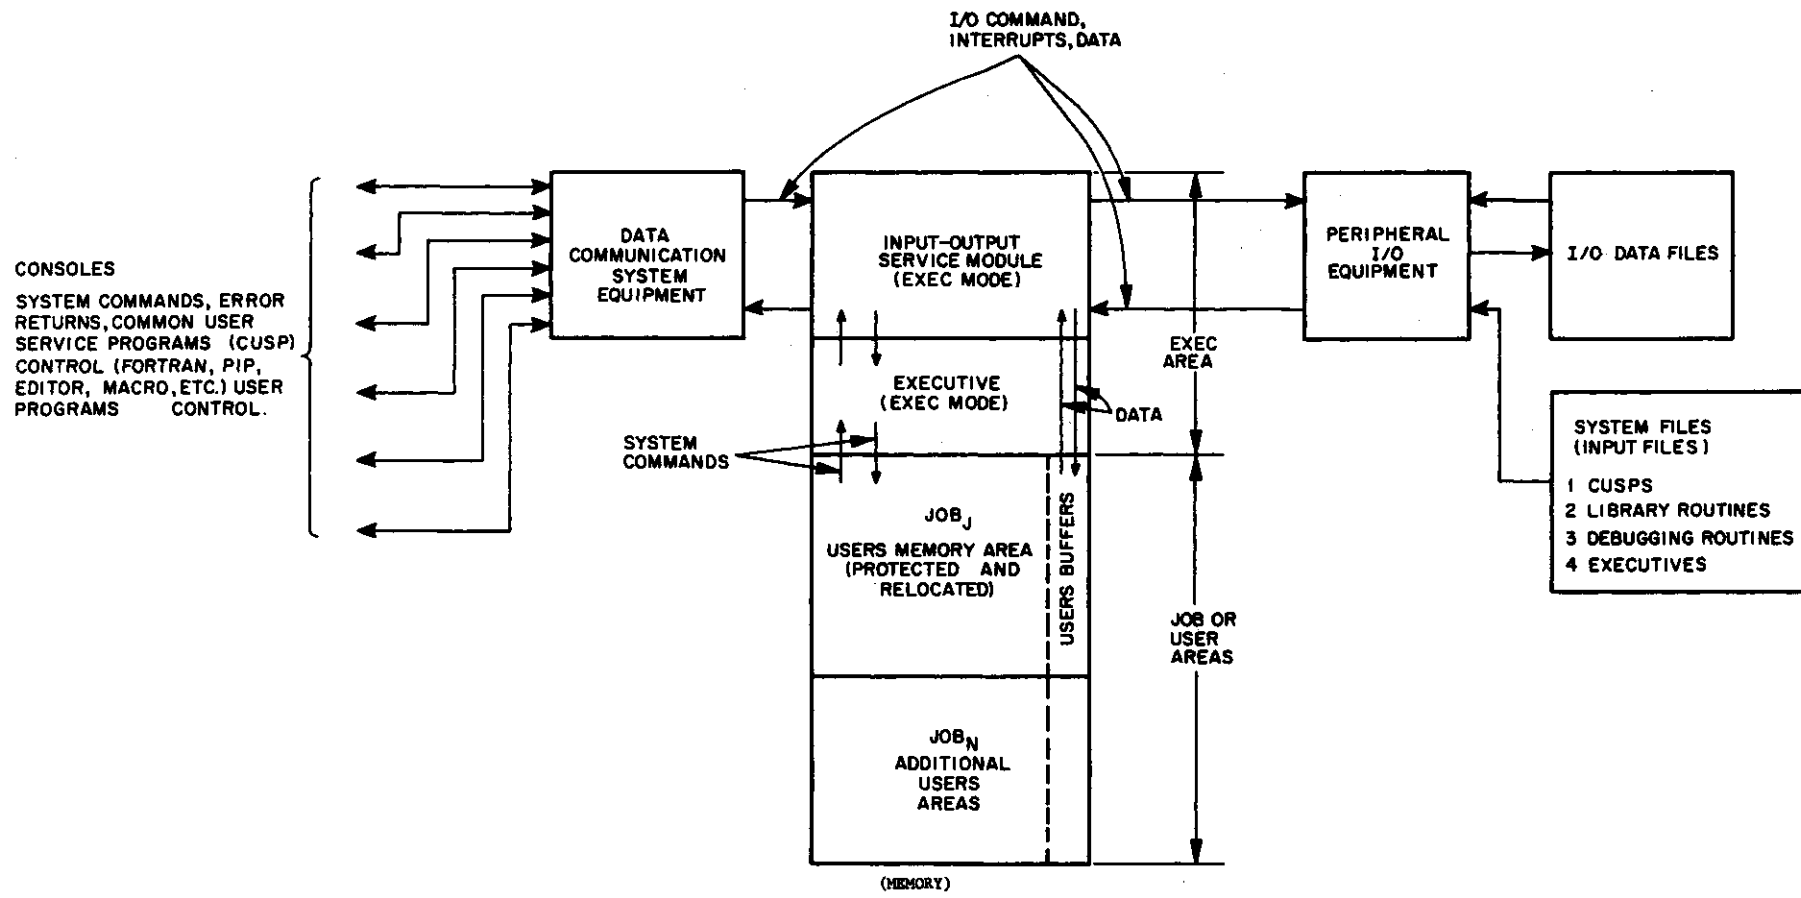 I/O COMMAND,
INTERRUPTS, DATA
CONSOLES
SYSTEM COMMANDS, ERROR
RETURNS, COMMON USER
SERVICE PROGRAMS (CUSP)
CONTROL (FORTRAN, PIP,
EDITOR, MACRO, ETC.) USER
PROGRAMS CONTROL.
DATA
COMMUNICATION
SYSTEM
EQUIPMENT
INPUT-OUTPUT
SERVICE MODULE
(EXEC MODE)
EXECUTIVE
(EXEC MODE)
SYSTEM
COMMANDS
DATA
EXEC
AREA
JOB J
USERS MEMORY AREA
(PROTECTED AND
RELOCATED)
USERS BUFFERS
JOB OR
USER
AREAS
JOB N
ADDITIONAL
USERS
AREAS
(MEMORY)
PERIPHERAL
I/O
EQUIPMENT
I/O DATA FILES
SYSTEM FILES
(INPUT FILES)
1 CUSPS
2 LIBRARY ROUTINES
3 DEBUGGING ROUTINES
4 EXECUTIVES